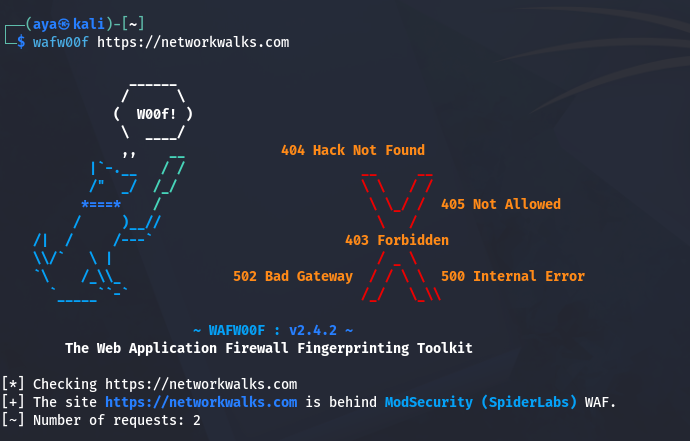 (aya㉿kali)-[~]
$ wafw00f https://networkwalks.com
( W00f! )
404 Hack Not Found
405 Not Allowed
403 Forbidden
502 Bad Gateway
500 Internal Error
~ WAFW00F : v2.4.2 ~
The Web Application Firewall Fingerprinting Toolkit
[*] Checking https://networkwalks.com
[+] The site https://networkwalks.com is behind ModSecurity (SpiderLabs) WAF.
[~] Number of requests: 2